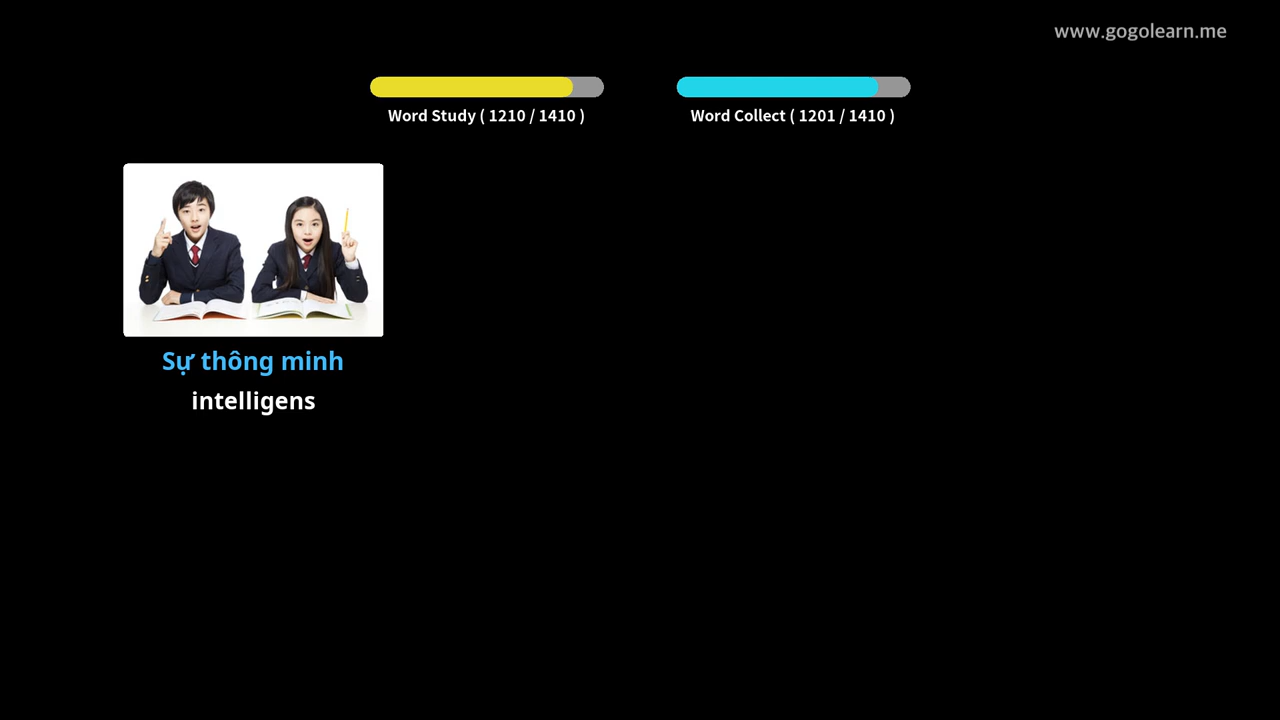 www.gogolearn.me
Word Study ( 1210 / 1410 )
Word Collect ( 1201 / 1410 )
Sự thông minh
intelligens